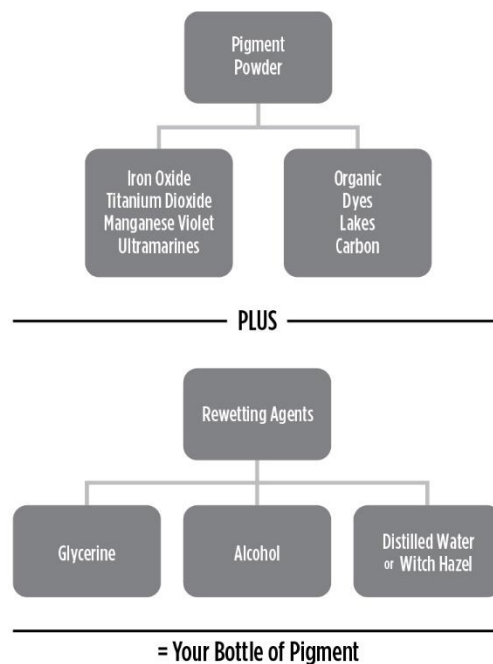 Pigment
Powder
Iron Oxide
Titanium Dioxide
Manganese Violet
Ultramarines
Organic
Dyes
Lakes
Carbon
PLUS
Rewetting Agents
Glycerine
Alcohol
Distilled Water
or Witch Hazel
= Your Bottle of Pigment